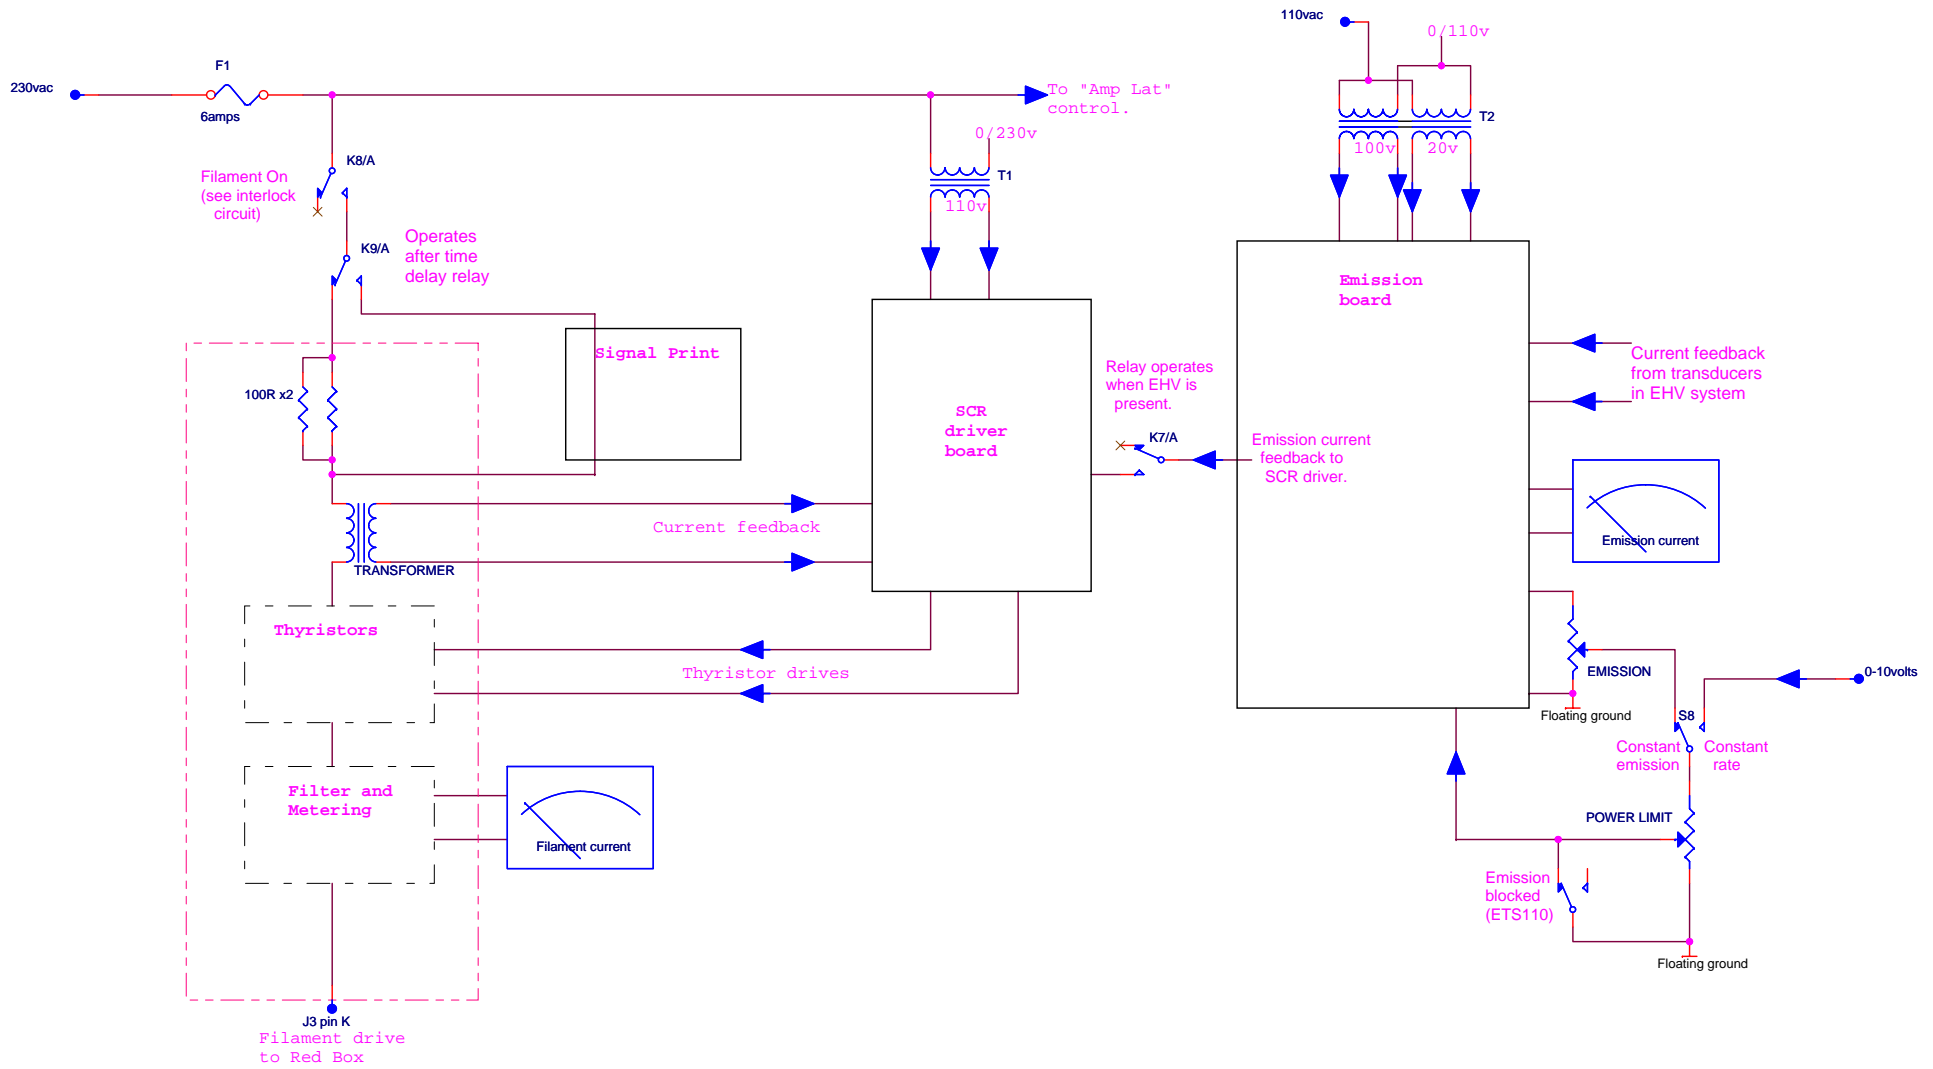 110vac
0/110v
F1
230vac
6amps
To "Amp Lat"
control.
T2
0/230v
100v
20v
K8/A
Filament On
(see interlock
circuit)
T1
110v
Operates
after time
delay relay
K9/A
Emission
board
Signal Print
Current feedback
from transducers
in EHV system
Relay operates
when EHV is
present.
100R x2
SCR
driver
board
K7/A
Emission current
feedback to
SCR driver.
Current feedback
Emission current
TRANSFORMER
Thyristors
Thyristor drives
EMISSION
0-10volts
Floating ground
S8
Constant
emission
Constant
rate
Filter and
Metering
POWER LIMIT
Filament current
Emission
blocked
(ETS110)
Floating ground
J3 pin K
Filament drive
to Red Box